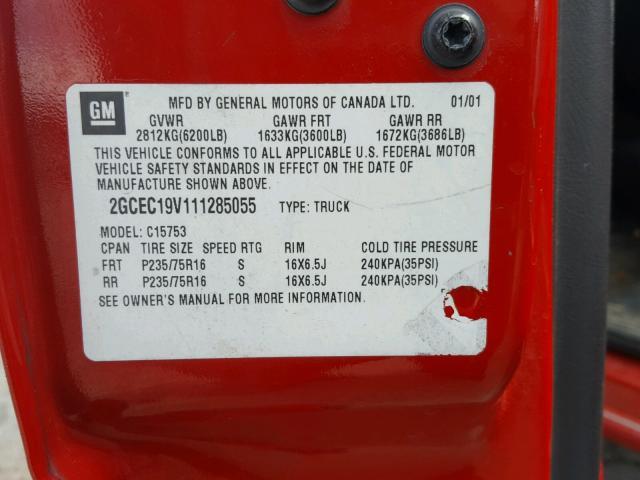 GM
MFD BY GENERAL MOTORS OF CANADA LTD. 01/01
GVWR GAWR FRT GAWR RR
2812KG(6200LB) 1633KG(3600LB) 1672KG(3686LB)
THIS VEHICLE CONFORMS TO ALL APPLICABLE U.S. FEDERAL MOTOR
VEHICLE SAFETY STANDARDS IN EFFECT ON THE DATE OF
MANUFACTURE SHOWN ABOVE.
2GCEC19V111285055 TYPE: TRUCK
MODEL: C15753
CPAN TIRE SIZE SPEED RTG RIM COLD TIRE PRESSURE
FRT P235/75R16 S 16X6.5J 240KPA(35PSI)
RR P235/75R16 S 16X6.5J 240KPA(35PSI)
SEE OWNER'S MANUAL FOR MORE INFORMATION.